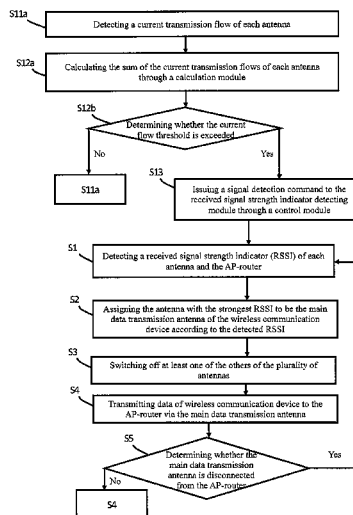 S11a
Detecting a current transmission flow of each
antenna
S12a
Calculating the sum of the current transmission flows of each antenna
through a calculation module
S12b
Determining whether the current
flow threshold is exceeded
No
Yes
S11a
S13
Issuing a signal detection command to the
received signal strength indicator detecting
module through a control module
S1
Detecting a received signal strength indicator (RSSI) of each
antenna and the AP-router
S2
Assigning the antenna with the strongest RSSI to be the main
data transmission antenna of the wireless communication
device according to the detected RSSI
S3
Switching off at least one of the others of the plurality of
antennas
S4
Transmitting data of wireless communication device to the
AP-router via the main data transmission antenna
S5
Determining whether the
main data transmission
antenna is disconnected
from the AP-router
Yes
No
S4